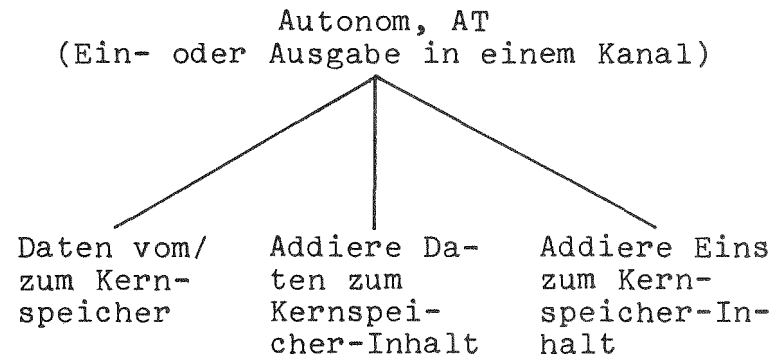 Autonom, AT
(Ein- oder Ausgabe in einem Kanal)
Daten vom/
zum Kern-
speicher
Addiere Da-
ten zum
Kernspei-
cher-Inhalt
Addiere Eins
zum Kern-
speicher-In-
halt